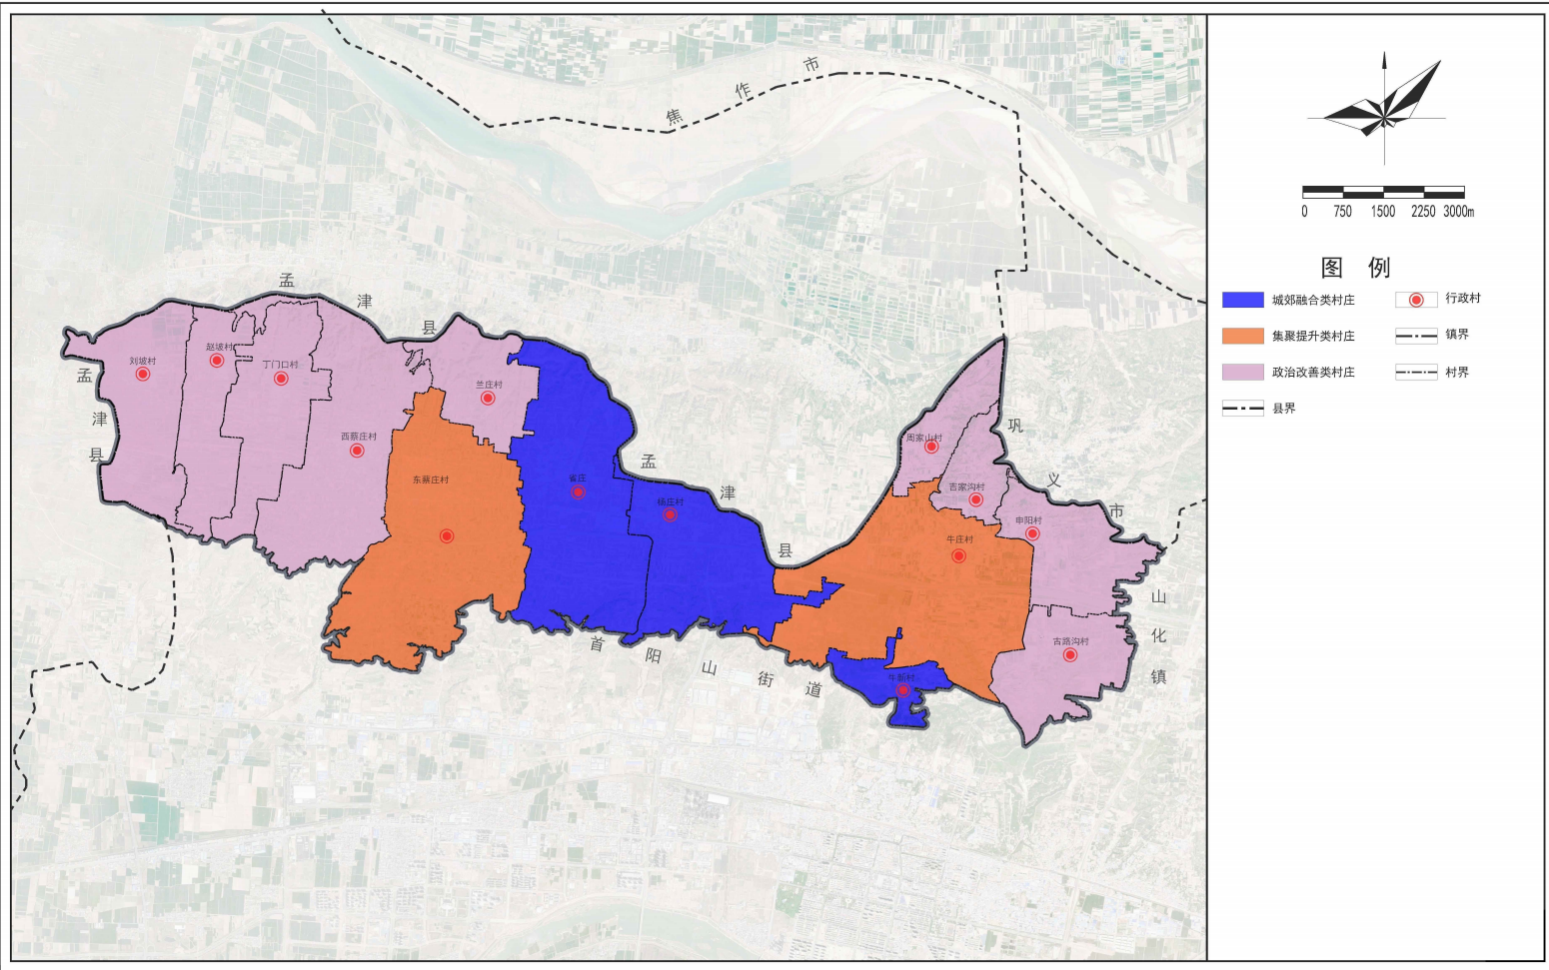 焦作市
孟津县
孟津县
孟津县
巩义市
山化镇
首阳山街道
刘坡村
赵坡村
丁门口村
兰庄村
西蔡庄村
东蔡庄村
省庄
杨庄村
周家山村
吉家沟村
申阳村
牛庄村
古路沟村
0 750 1500 2250 3000m
图例
城郊融合类村庄
行政村
集聚提升类村庄
镇界
政治改善类村庄
村界
县界